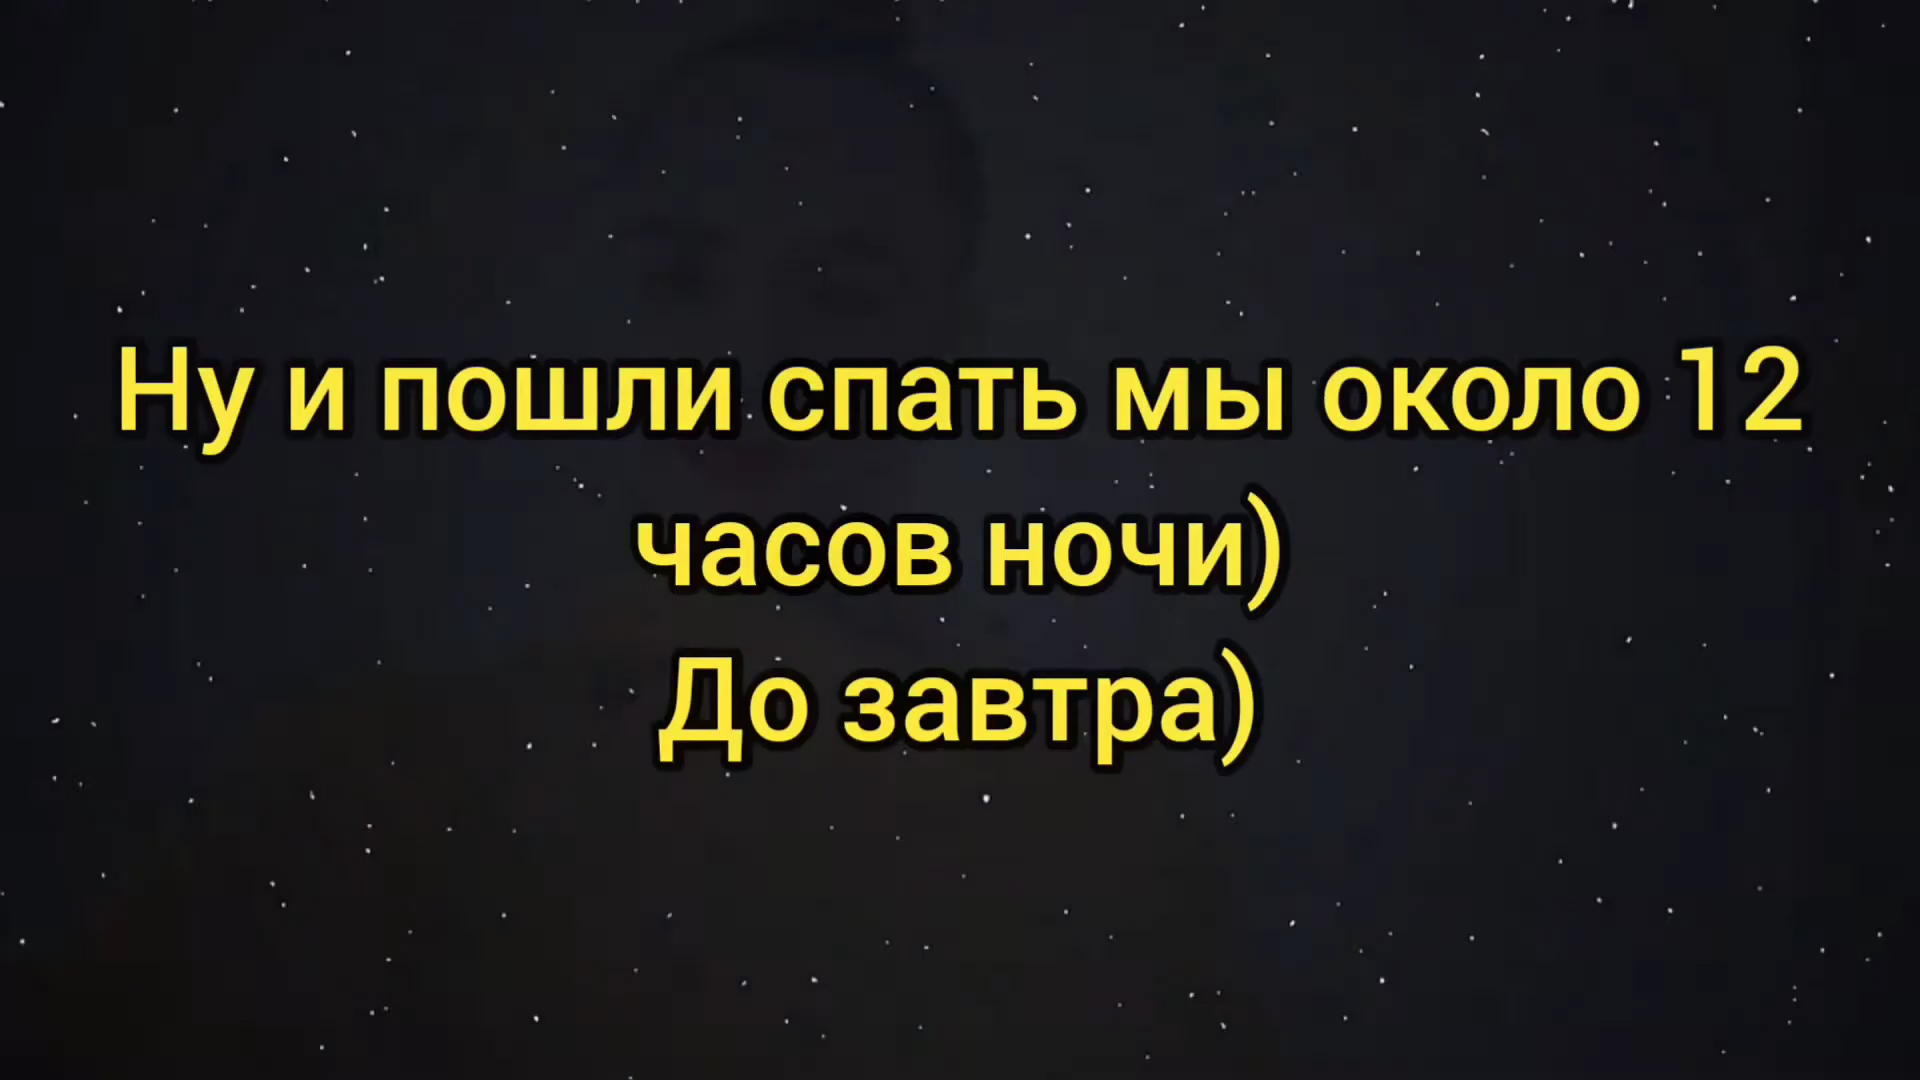 Ну и пошли спать мы около 12
часов ночи)
До завтра)